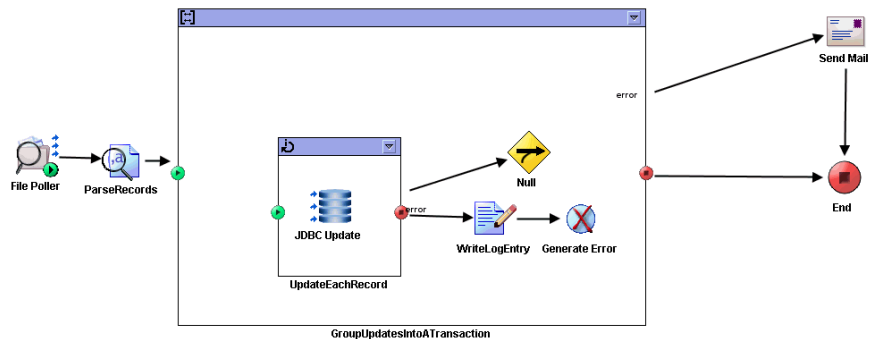 error
Send Mail
File Poller
ParseRecords
JDBC Update
error
Null
WriteLogEntry
Generate Error
UpdateEachRecord
End
GroupUpdatesIntoATransaction